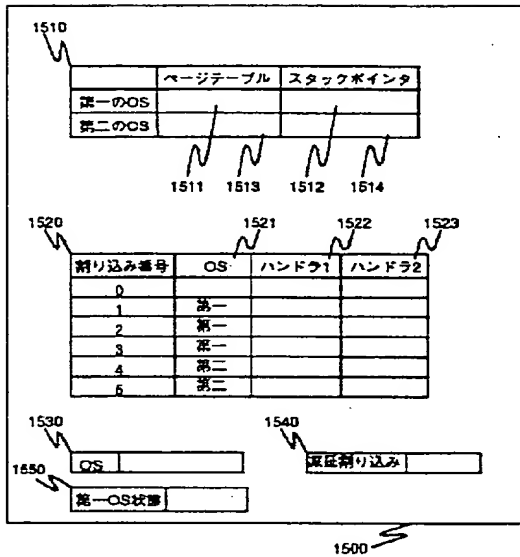 1510
ページテーブル スタックポインタ
第一のOS
第二のOS
1511 1513 1512 1514
1520 1521 1522 1523
割り込み番号 OS ハンドラ1 ハンドラ2
0
1 第一
2 第一
3 第一
4 第二
5 第二
1530 1540
OS 遅延割り込み
1550
第一OS状態
1500